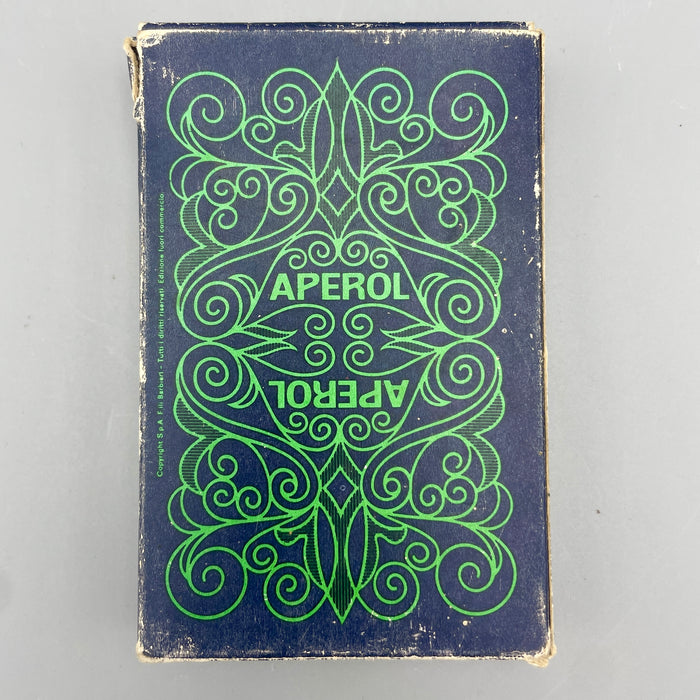 APEROL
APEROL
Copyright S.p.A. F.lli Barbieri - Tutti i diritti riservati. Edizione fuori commercio.